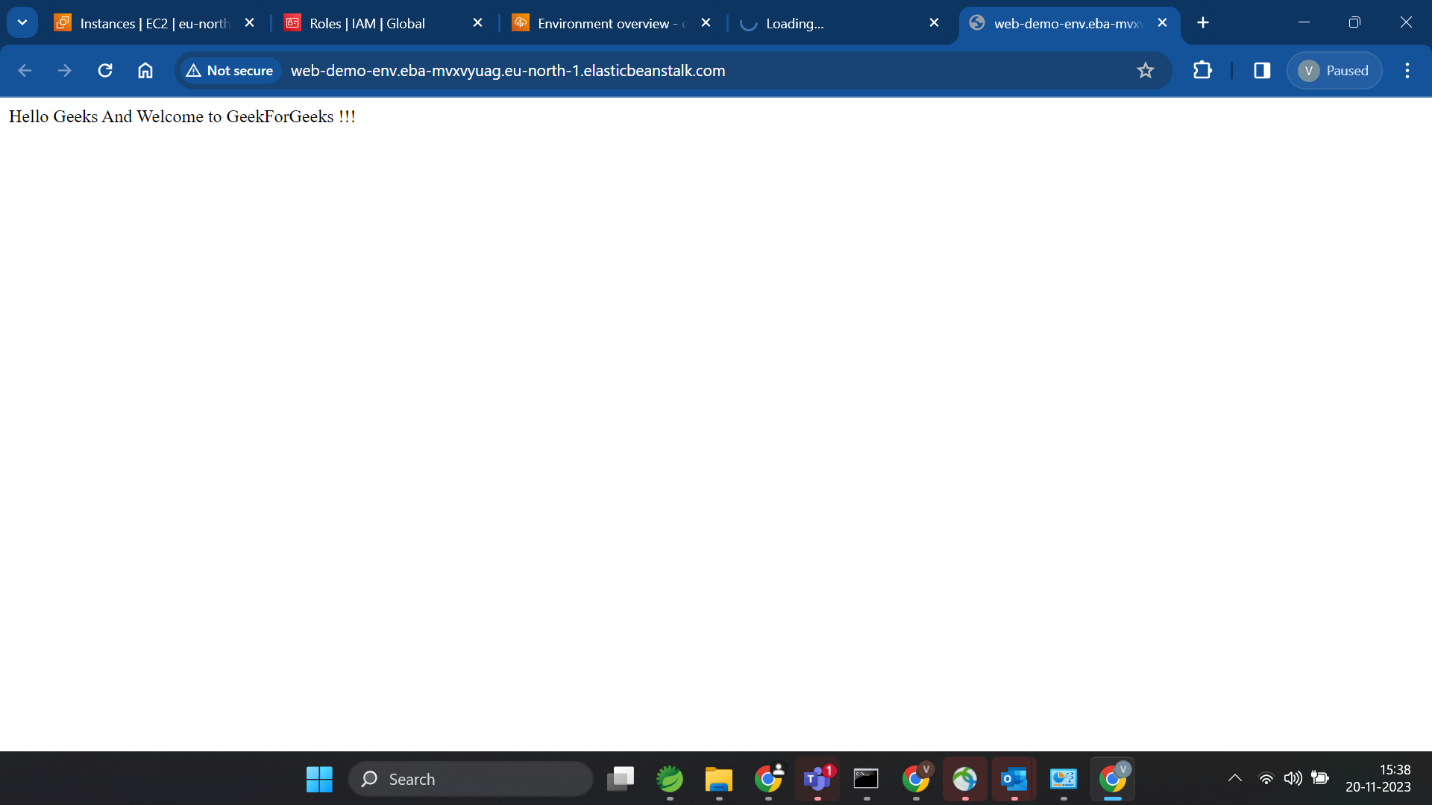 Instances | EC2 | eu-north
Roles | IAM | Global
Environment overview - e
Loading...
web-demo-env.eba-mvxv
Not secure
web-demo-env.eba-mvxvyuag.eu-north-1.elasticbeanstalk.com
V
Paused
Hello Geeks And Welcome to GeekForGeeks !!!
Search
1
V
V
15:38
20-11-2023